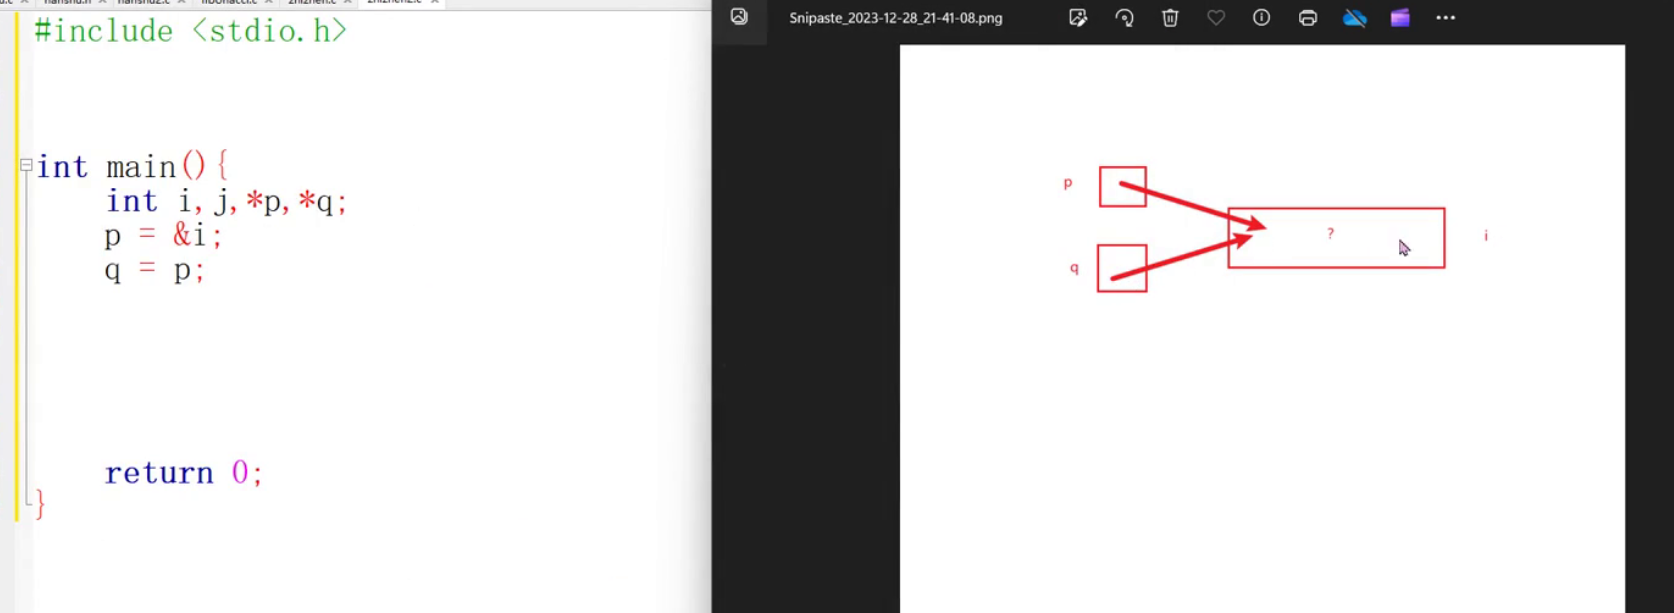 #include <stdio.h>
int main(){
int i,j,*p,*q;
p = &i;
q = p;
return 0;
}
Snipaste_2023-12-28_21-41-08.png
p
? i
q